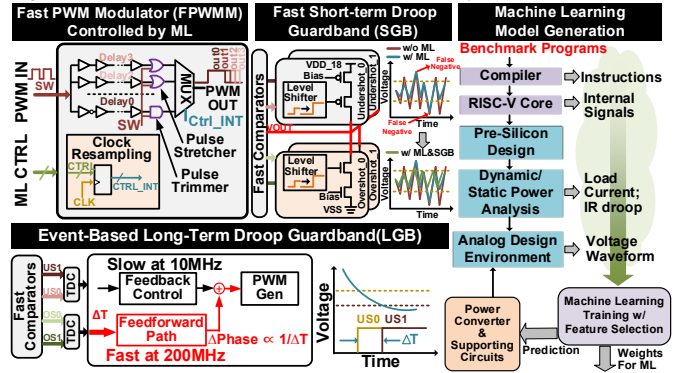 Fast PWM Modulator (FPWMM)
Controlled by ML
PWM IN
SW
Delay3
Delay2
Delay0
SW
MUX
out0
out1
out2
PWM
OUT
Ctrl_INT
Pulse
Stretcher
Pulse
Trimmer
ML CTRL
Clock
Resampling
CTRL
CTRL_INT
CLK
Fast Short-term Droop
Guardband (SGB)
Fast Comparators
VDD_18
Bias
Level
Shifter
Undershot_0
Undershot_1
VOUT
Level
Shifter
Bias
VSS
Overshot_0
Overshot_1
w/o ML
w/ ML
False
Negative
False
Negative
Time
w/ ML&SGB
Time
Machine Learning
Model Generation
Benchmark Programs
Compiler
Instructions
RISC-V Core
Internal
Signals
Pre-Silicon
Design
Dynamic/
Static Power
Analysis
Load
Current;
IR droop
Analog Design
Environment
Voltage
Waveform
Power
Converter
&
Supporting
Circuits
Prediction
Machine Learning
Training w/
Feature Selection
Weights
For ML
Event-Based Long-Term Droop Guardband(LGB)
Fast
Comparators
US1
US0
OS0
OS1
TDC
TDC
ΔT
Slow at 10MHz
Feedback
Control
PWM
Gen
Feedforward
Path
ΔPhase ∝ 1/ΔT
Fast at 200MHz
Voltage
US0
US1
ΔT
Time